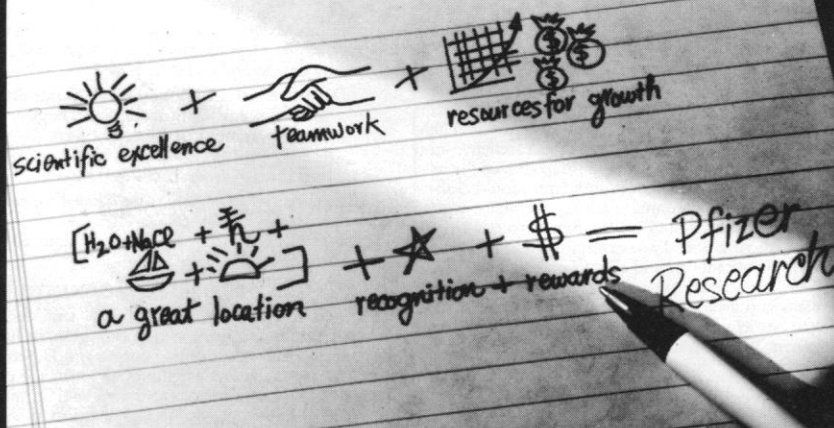 scientific excellence + teamwork + resources for growth
[H2O+NaCl + ħ +
+ ] + + $ = Pfizer
a great location recognition + rewards Research